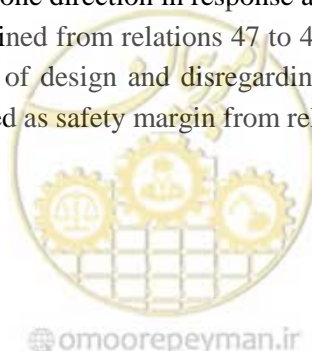 one direction in response a
ined from relations 47 to 4
of design and disregardin
ed as safety margin from rel
omoorepeyman.ir